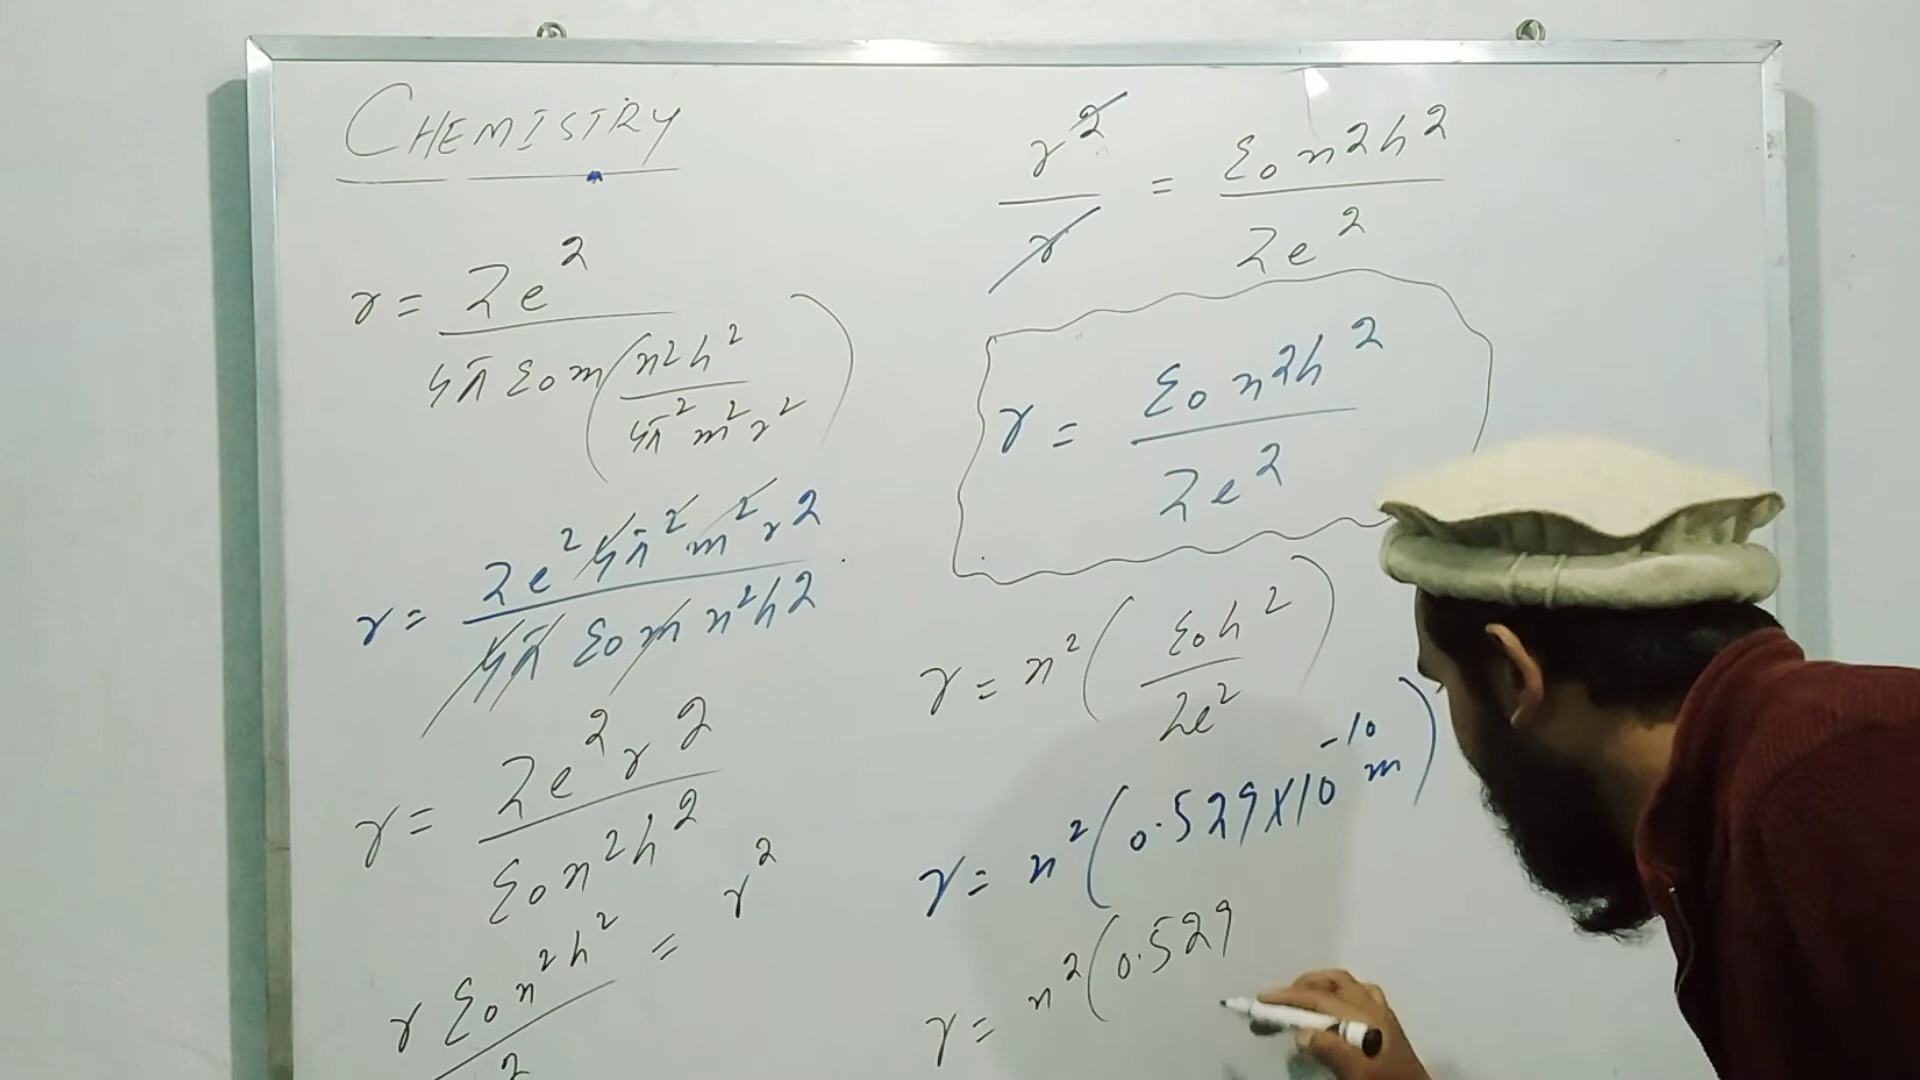 CHEMISTRY
r = Ze²
4π ε₀ m (n²h²
4π² m² r²)
r = Ze² 4π² m² r²
4π ε₀ m n²h²
r = Ze² r²
ε₀ n²h²
r ε₀ n²h² = r²
2
r² = ε₀ n²h²
r Ze²
r = ε₀ n²h²
Ze²
r = n² (ε₀h²
Ze²)
r = n² (0.529×10⁻¹⁰ m)
r = n² (0.529